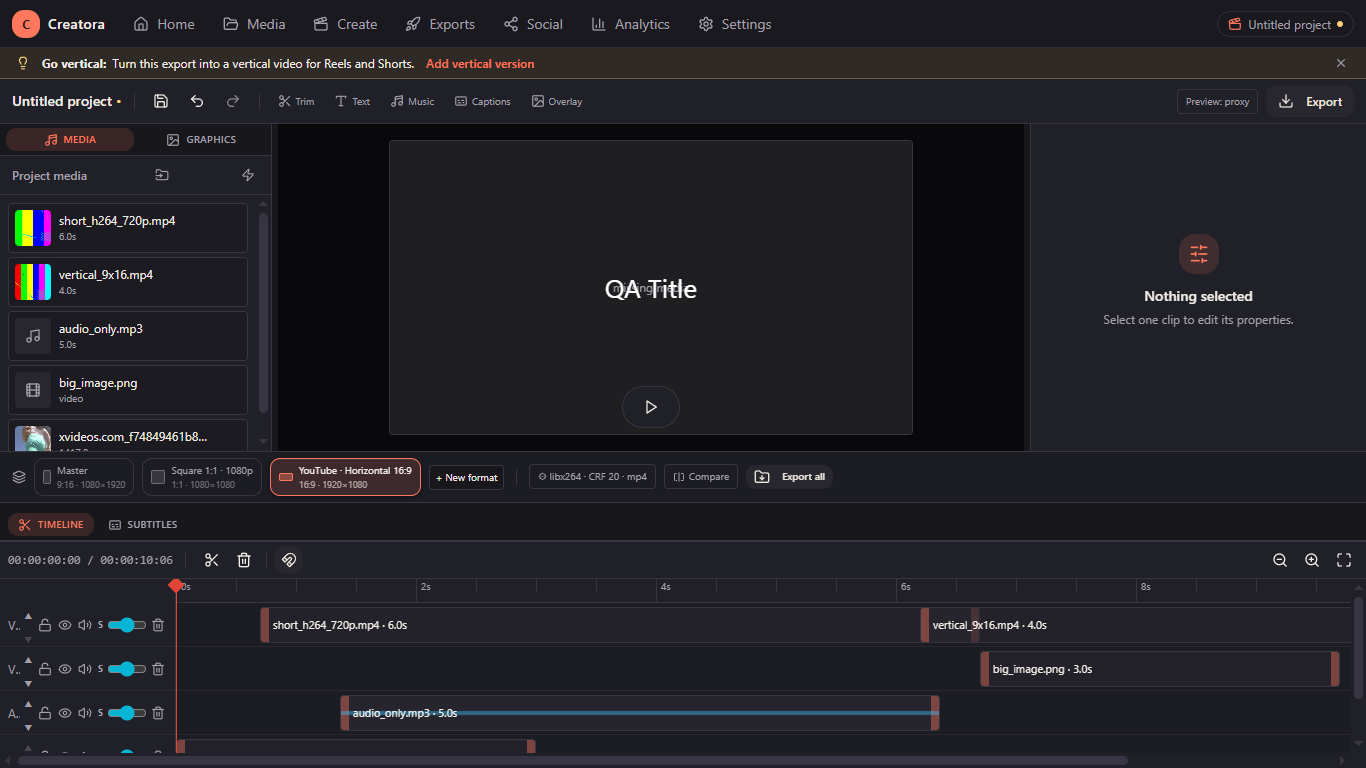 C Creatora Home Media Create Exports Social Analytics Settings Untitled project
Go vertical: Turn this export into a vertical video for Reels and Shorts. Add vertical version
Untitled project Trim Text Music Captions Overlay Preview: proxy Export
MEDIA GRAPHICS
Project media
short_h264_720p.mp4
6.0s
vertical_9x16.mp4
4.0s
audio_only.mp3
5.0s
big_image.png
video
xvideos.com_f74849461b8...
QA Title
Nothing selected
Select one clip to edit its properties.
Master
9:16 · 1080×1920
Square 1:1 · 1080p
1:1 · 1080×1080
YouTube · Horizontal 16:9
16:9 · 1920×1080
+ New format
libx264 · CRF 20 · mp4
Compare
Export all
TIMELINE SUBTITLES
00:00:00:00 / 00:00:10:06
0s 2s 4s 6s 8s
V.. S short_h264_720p.mp4 · 6.0s vertical_9x16.mp4 · 4.0s
V.. S big_image.png · 3.0s
A.. S audio_only.mp3 · 5.0s